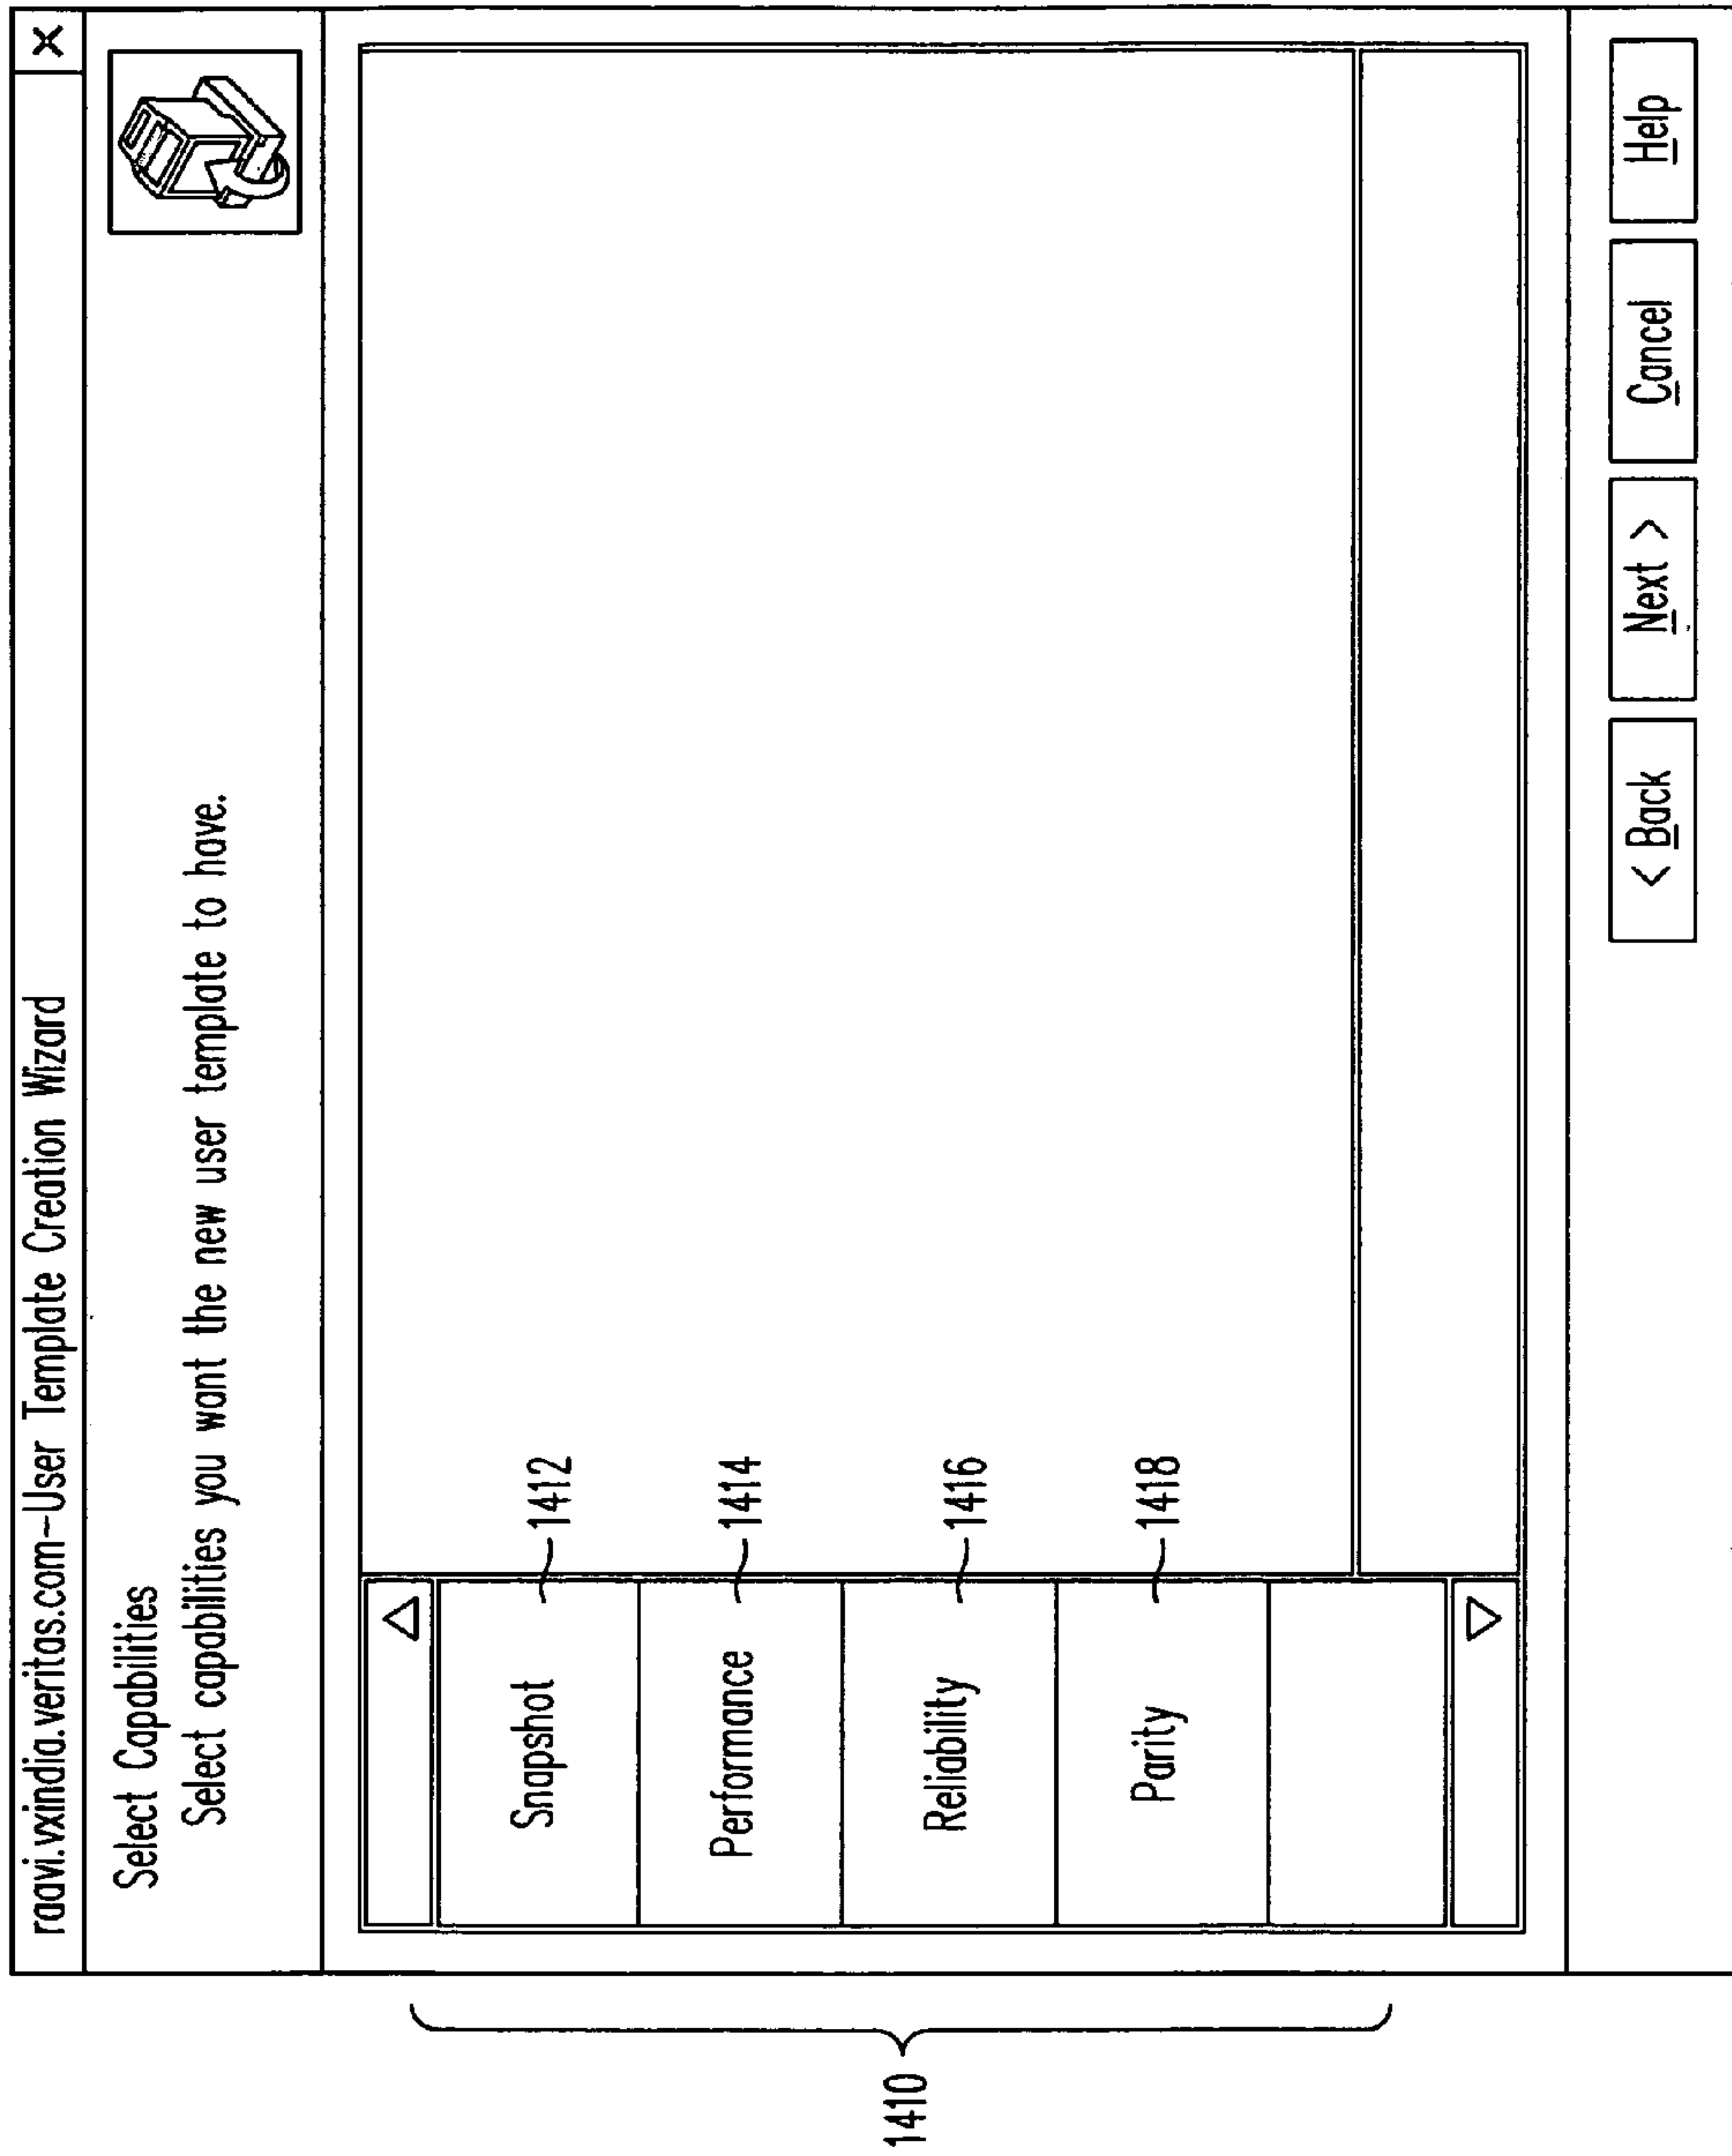 raavi.vxindia.veritas.com-User Template Creation Wizard X
Select Capabilities
Select capabilities you want the new user template to have.
Snapshot 1412
Performance 1414
Reliability 1416
Parity 1418
1410
< Back Next > Cancel Help